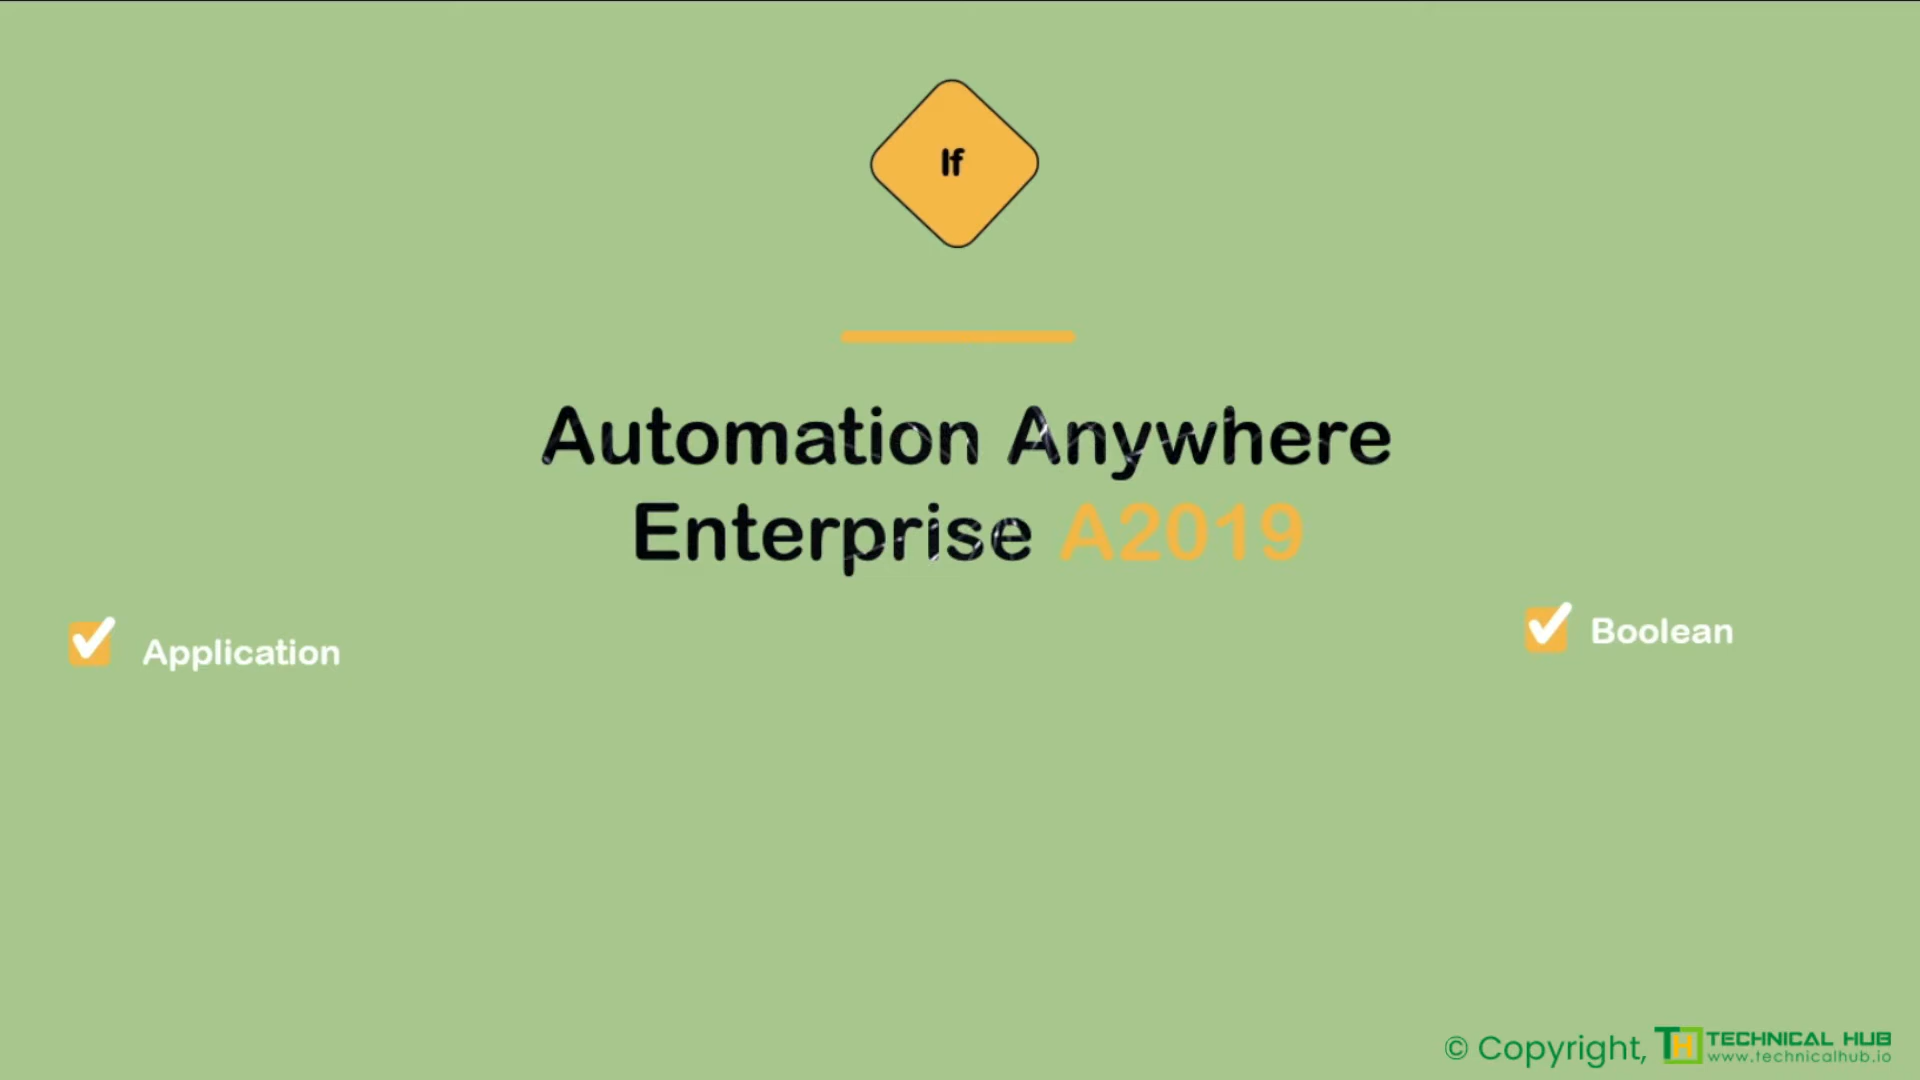 If
Automation Anywhere
Enterprise A2019
Application
Boolean
© Copyright, TH TECHNICAL HUB
www.technicalhub.io